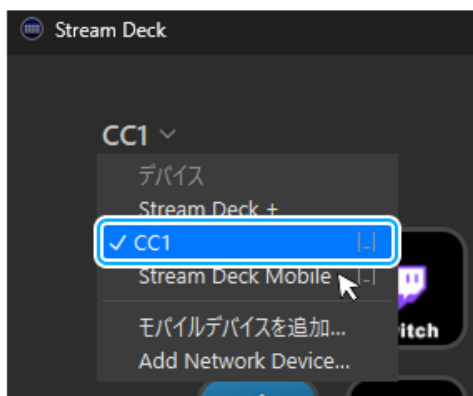 Stream Deck
CC1
デバイス
Stream Deck +
CC1
Stream Deck Mobile
モバイルデバイスを追加...
Add Network Device...
itch